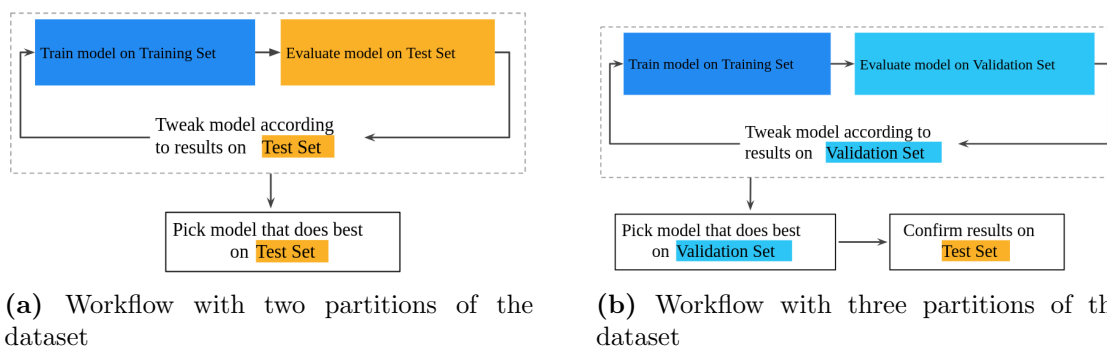 Train model on Training Set
Evaluate model on Test Set
Tweak model according
to results on Test Set
Pick model that does best
on Test Set
(a) Workflow with two partitions of the
dataset
Train model on Training Set
Evaluate model on Validation Set
Tweak model according to
results on Validation Set
Pick model that does best
on Validation Set
Confirm results on
Test Set
(b) Workflow with three partitions of th
dataset